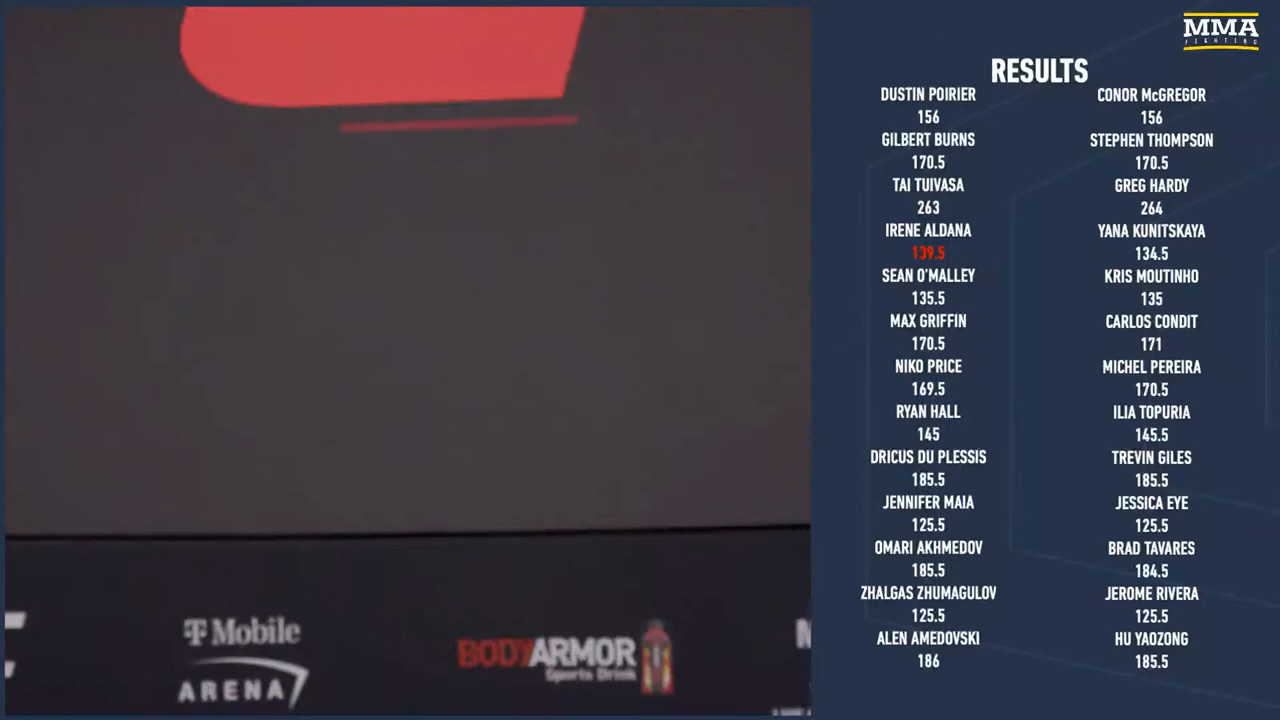 MMA
FIGHTING
RESULTS
DUSTIN POIRIER CONOR McGREGOR
156 156
GILBERT BURNS STEPHEN THOMPSON
170.5 170.5
TAI TUIVASA GREG HARDY
263 264
IRENE ALDANA YANA KUNITSKAYA
139.5 134.5
SEAN O'MALLEY KRIS MOUTINHO
135.5 135
MAX GRIFFIN CARLOS CONDIT
170.5 171
NIKO PRICE MICHEL PEREIRA
169.5 170.5
RYAN HALL ILIA TOPURIA
145 145.5
DRICUS DU PLESSIS TREVIN GILES
185.5 185.5
JENNIFER MAIA JESSICA EYE
125.5 125.5
OMARI AKHMEDOV BRAD TAVARES
185.5 184.5
ZHALGAS ZHUMAGULOV JEROME RIVERA
125.5 125.5
ALEN AMEDOVSKI HU YAOZONG
186 185.5
T Mobile
ARENA
BODYARMOR
Sports Drink